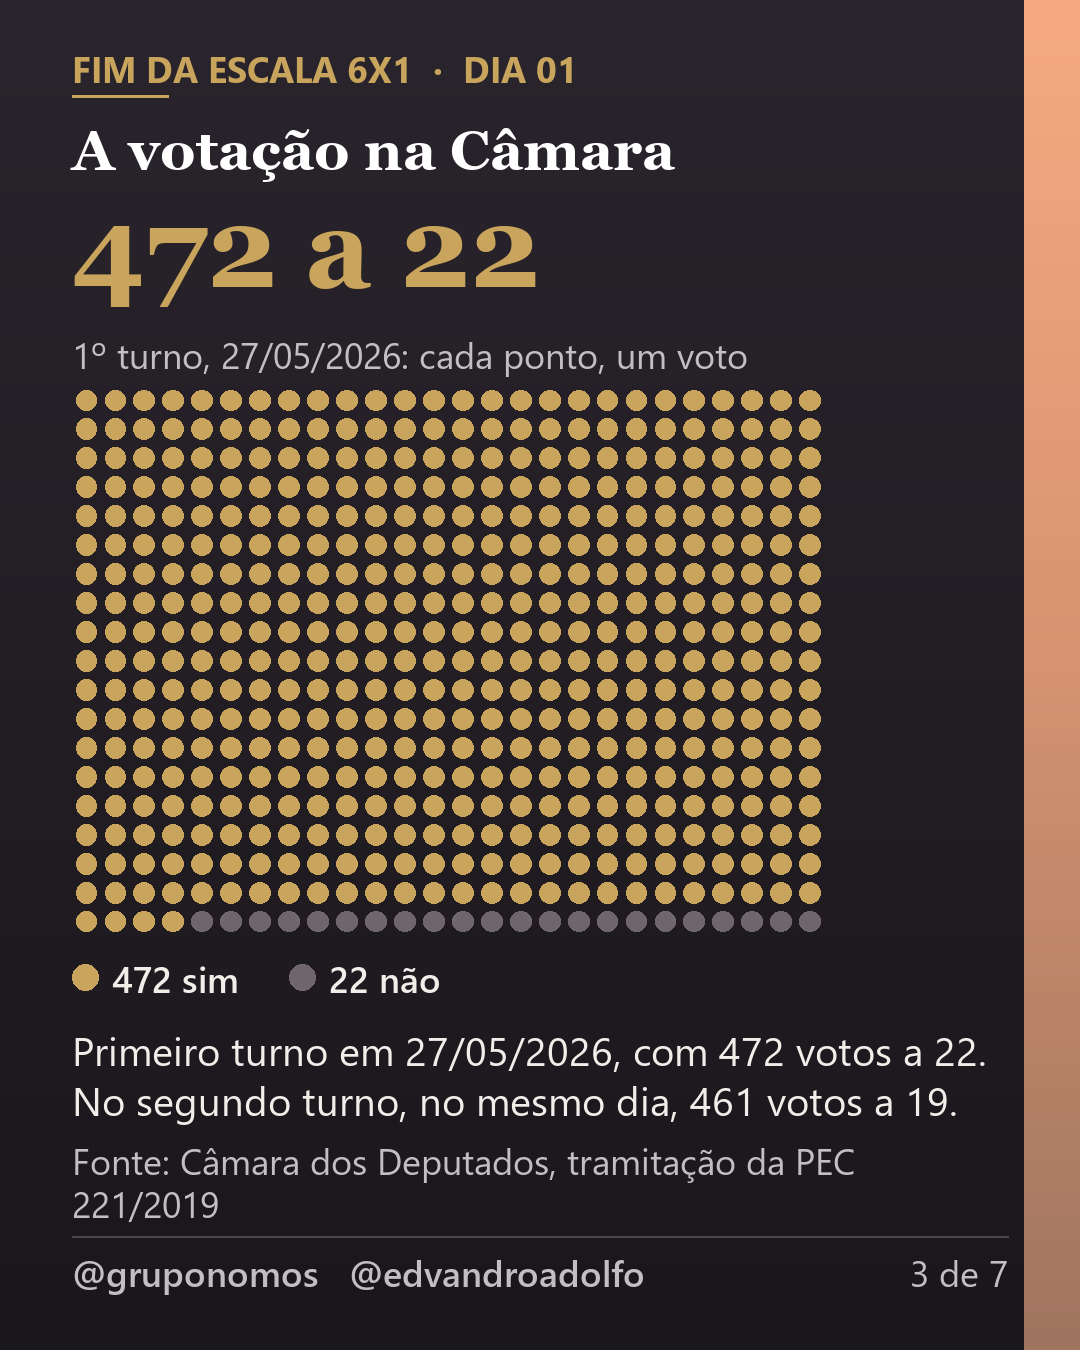 FIM DA ESCALA 6X1 · DIA 01
A votação na Câmara
472 a 22
1º turno, 27/05/2026: cada ponto, um voto
472 sim 22 não
Primeiro turno em 27/05/2026, com 472 votos a 22.
No segundo turno, no mesmo dia, 461 votos a 19.
Fonte: Câmara dos Deputados, tramitação da PEC
221/2019
@gruponomos @edvandroadolfo 3 de 7